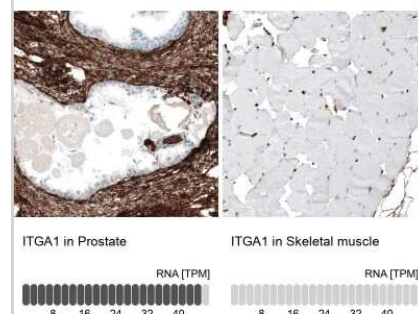 ITGA1 in Prostate
ITGA1 in Skeletal muscle
RNA [TPM]
RNA [TPM]
8 16 24 32 40
8 16 24 32 40